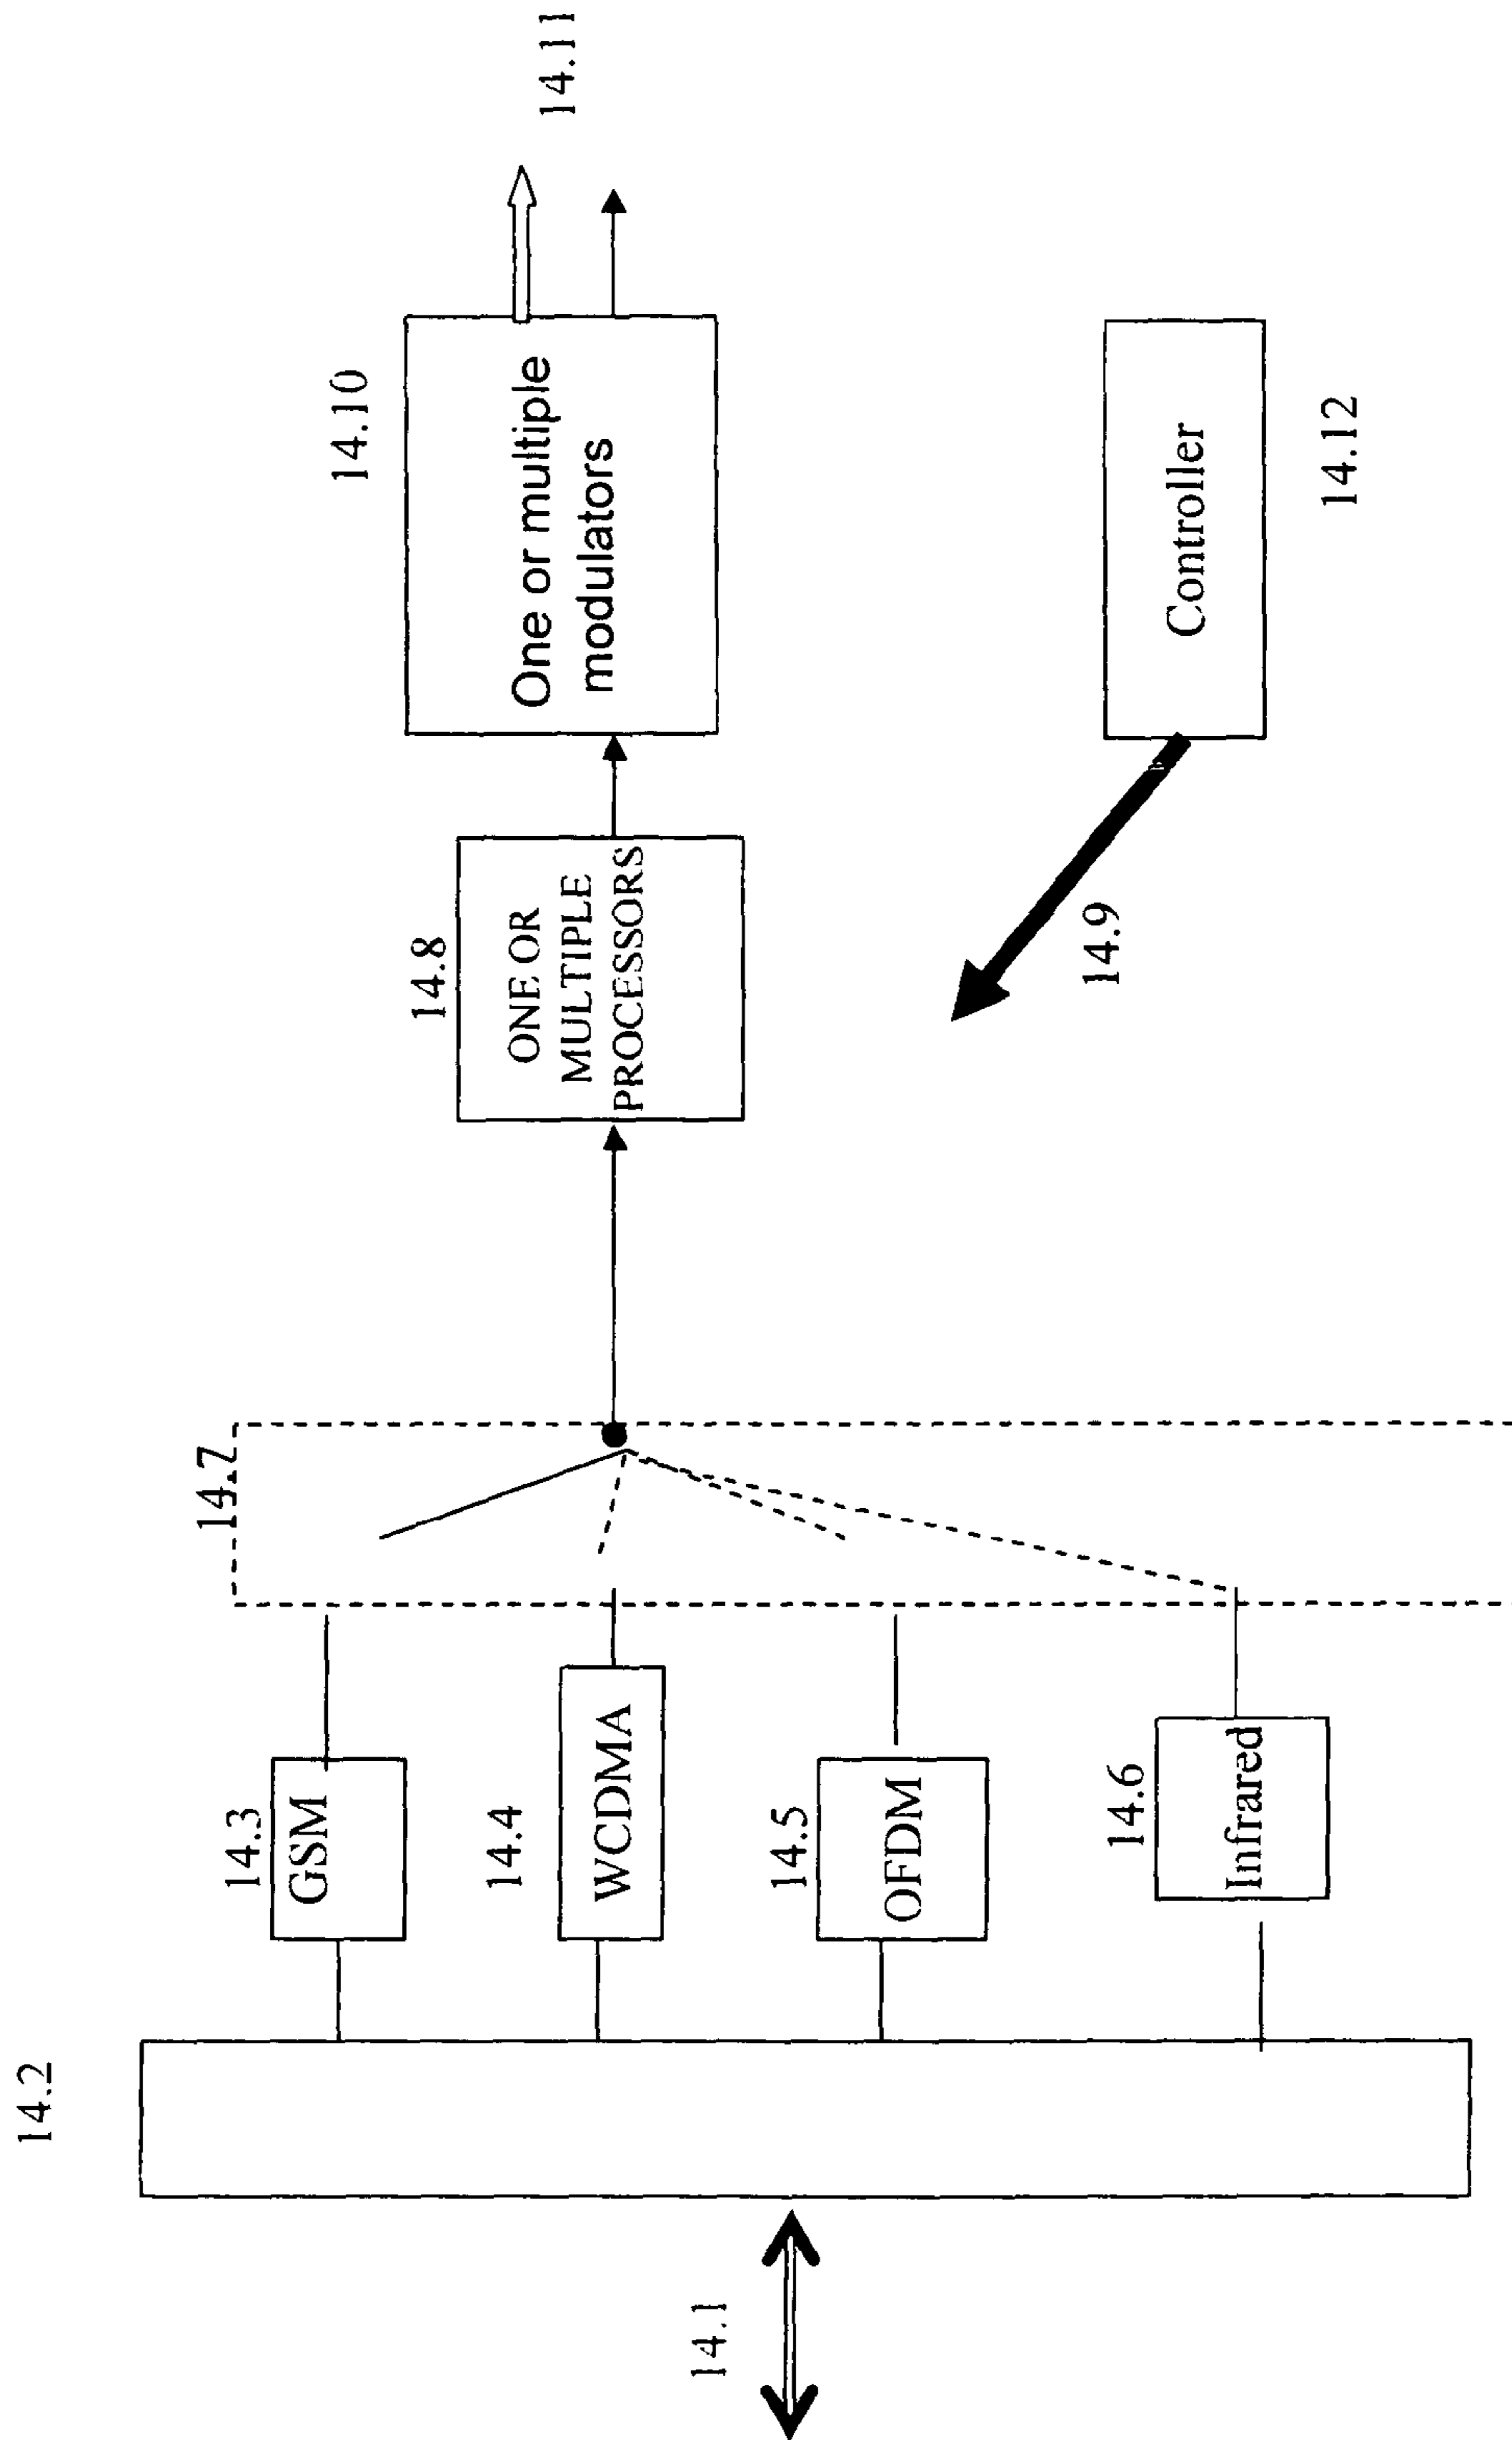 14.1
14.2
14.3
GSM
14.4
WCDMA
14.5
OFDM
14.6
Infrared
14.7
14.8
ONE OR
MULTIPLE
PROCESSORS
14.9
14.10
One or multiple
modulators
14.11
Controller
14.12